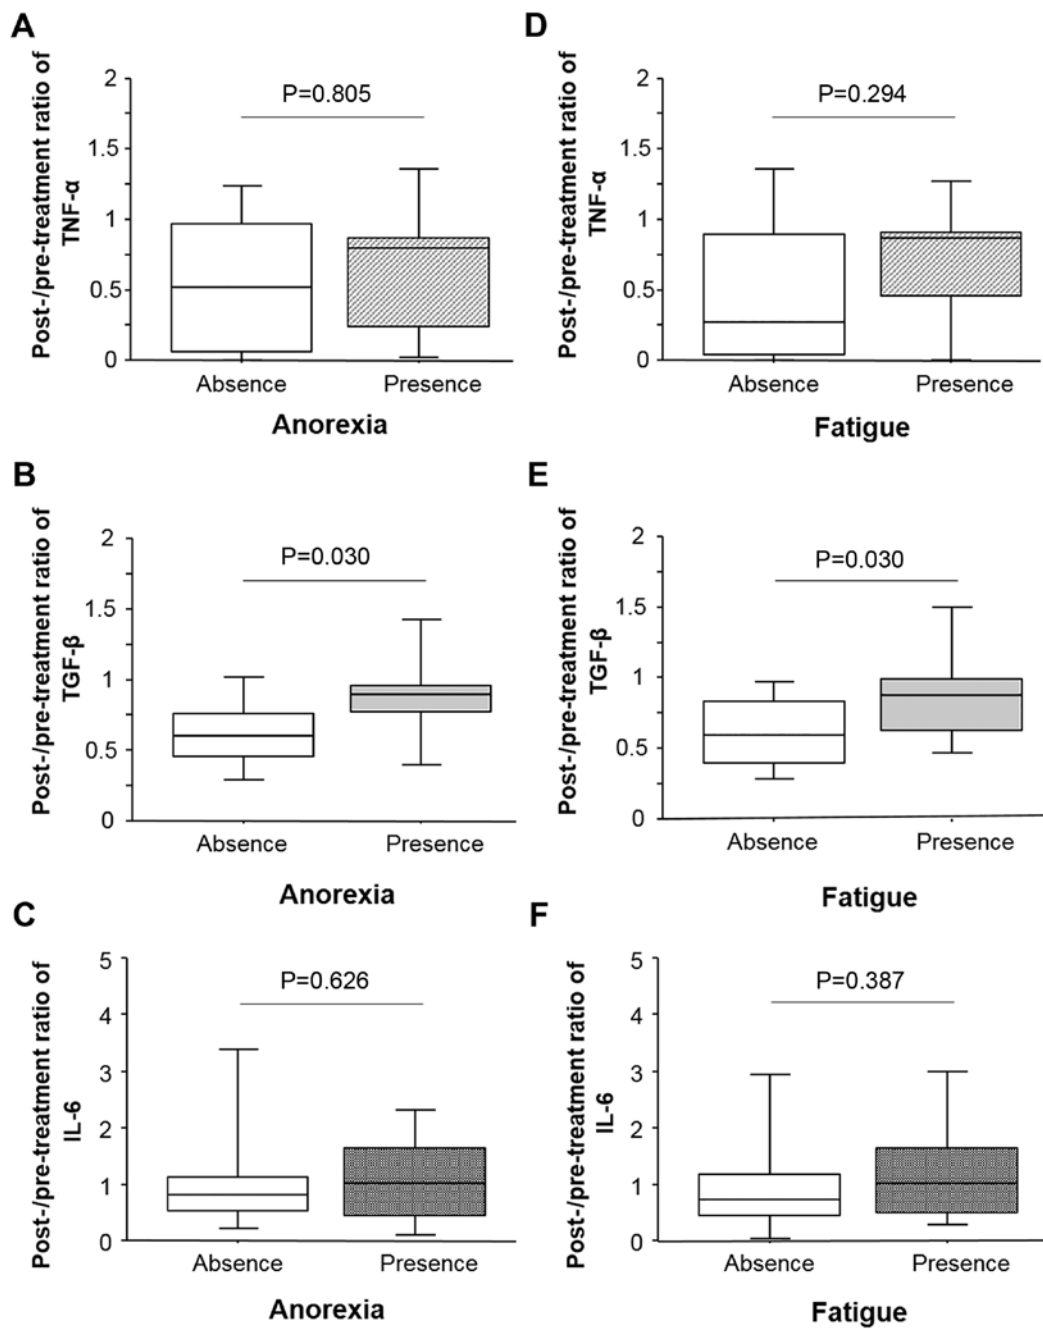 A
Post-/pre-treatment ratio of
TNF-α
2
1.5
1
0.5
0
P=0.805
Absence
Presence
Anorexia
D
Post-/pre-treatment ratio of
TNF-α
2
1.5
1
0.5
0
P=0.294
Absence
Presence
Fatigue
B
Post-/pre-treatment ratio of
TGF-β
2
1.5
1
0.5
0
P=0.030
Absence
Presence
Anorexia
E
Post-/pre-treatment ratio of
TGF-β
2
1.5
1
0.5
0
P=0.030
Absence
Presence
Fatigue
C
Post-/pre-treatment ratio of
IL-6
5
4
3
2
1
0
P=0.626
Absence
Presence
Anorexia
F
Post-/pre-treatment ratio of
IL-6
5
4
3
2
1
0
P=0.387
Absence
Presence
Fatigue